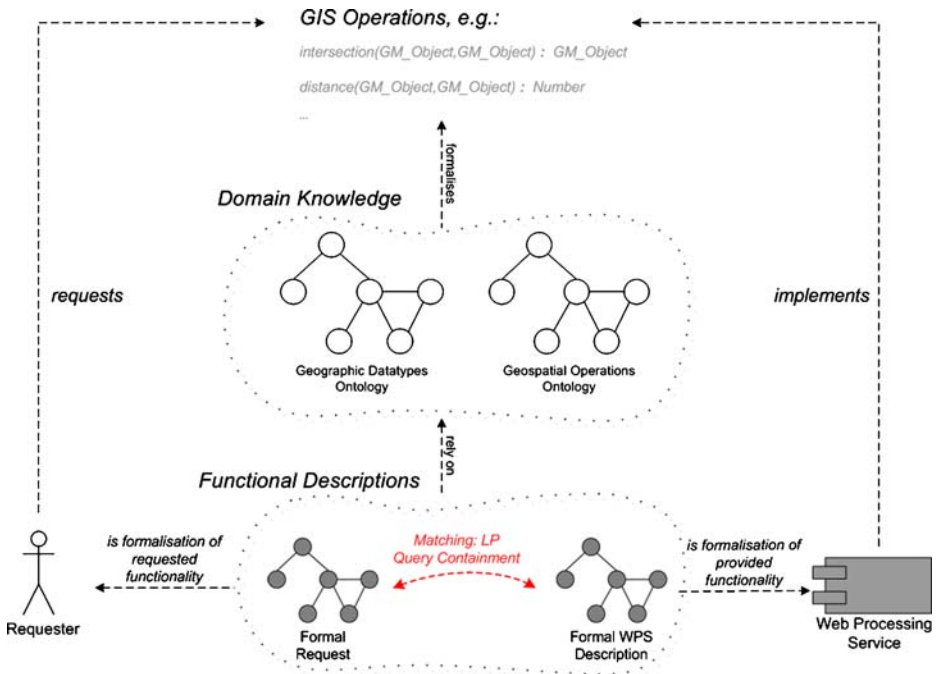 GIS Operations, e.g.:
intersection(GM_Object,GM_Object) : GM_Object
distance(GM_Object,GM_Object) : Number
...
formalises
Domain Knowledge
requests
implements
Geographic Datatypes
Ontology
Geospatial Operations
Ontology
rely on
Functional Descriptions
is formalisation of
requested
functionality
Matching: LP
Query Containment
is formalisation of
provided
functionality
Requester
Formal
Request
Formal WPS
Description
Web Processing
Service